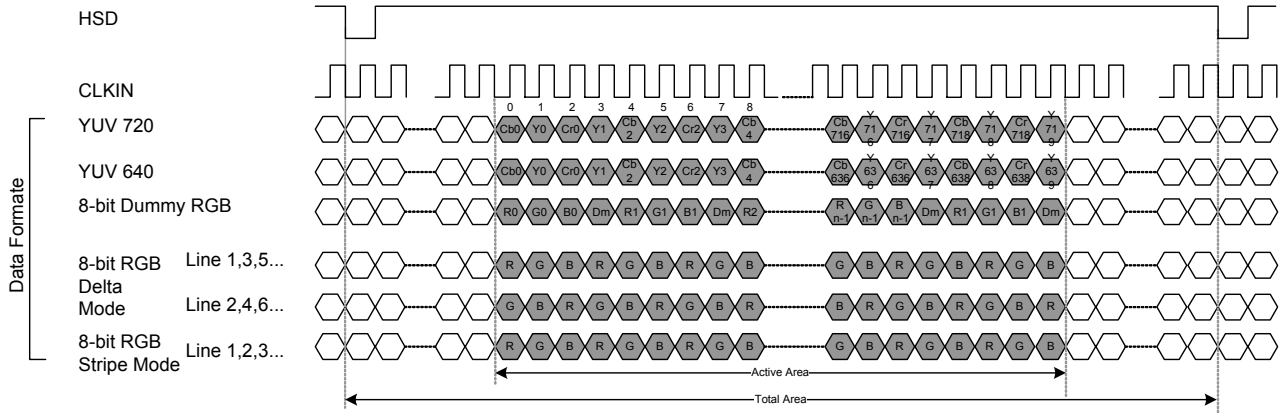 HSD
CLKIN
0 1 2 3 4 5 6 7 8
Data Formate
YUV 720
Cb0 Y0 Cr0 Y1 Cb 2 Y2 Cr2 Y3 Cb 4 Cb 716 Y 71 6 Cr 716 Y 71 7 Cb 718 Y 71 8 Cr 718 Y 71 9
YUV 640
Cb0 Y0 Cr0 Y1 Cb 2 Y2 Cr2 Y3 Cb 4 Cb 636 Y 63 6 Cr 636 Y 63 7 Cb 638 Y 63 8 Cr 638 Y 63 9
8-bit Dummy RGB
R0 G0 B0 Dm R1 G1 B1 Dm R2 R n-1 G n-1 B n-1 Dm R1 G1 B1 Dm
8-bit RGB Delta Mode
Line 1,3,5...
R G B R G B R G B G B R G B R G B
Line 2,4,6...
G B R G B R G B R B R G B R G B R
8-bit RGB Stripe Mode
Line 1,2,3...
R G B R G B R G B G B R G B R G B
Active Area
Total Area